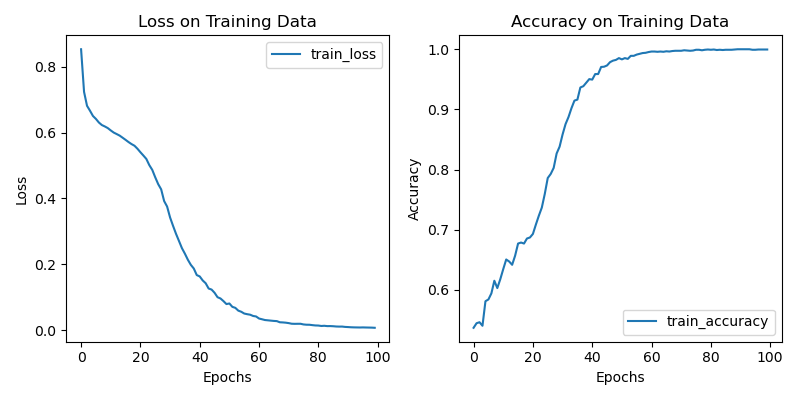 Loss on Training Data
train_loss
0.8
0.6
0.4
0.2
0.0
Loss
0 20 40 60 80 100
Epochs
Accuracy on Training Data
1.0
0.9
0.8
0.7
0.6
Accuracy
train_accuracy
0 20 40 60 80 100
Epochs